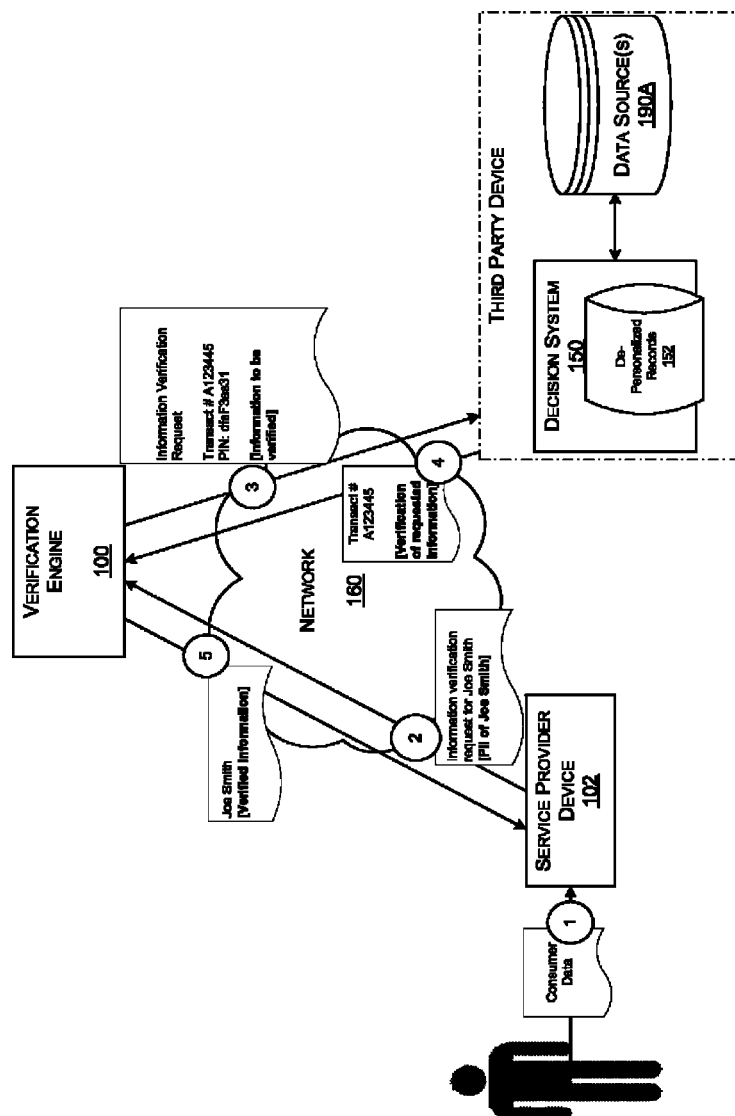 Consumer
Data
1
SERVICE PROVIDER
DEVICE
102
2
Information verification
request for Joe Smith
[PII of Joe Smith]
VERIFICATION
ENGINE
100
3
Information Verification
Request
Transact # A123445
[Information to be
verified]
NETWORK
160
4
Transact #
A123445
[Verification
of requested
information]
5
Joe Smith
[Verified Information]
THIRD PARTY DEVICE
DECISION SYSTEM
150
De-
Personalized
Records
152
DATA SOURCE(S)
190A